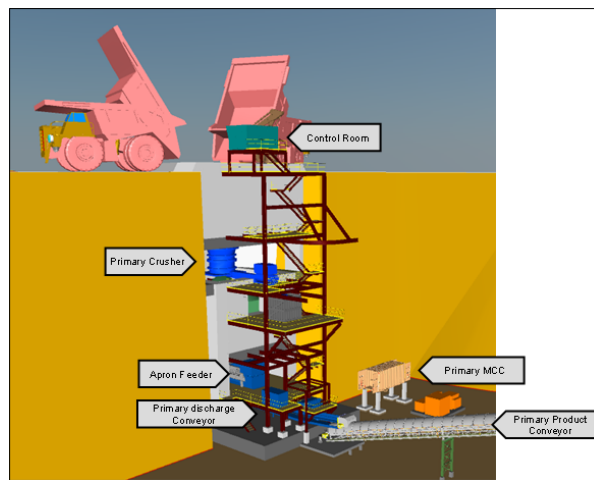 Control Room
Primary Crusher
Apron Feeder
Primary MCC
Primary discharge
Conveyor
Primary Product
Conveyor